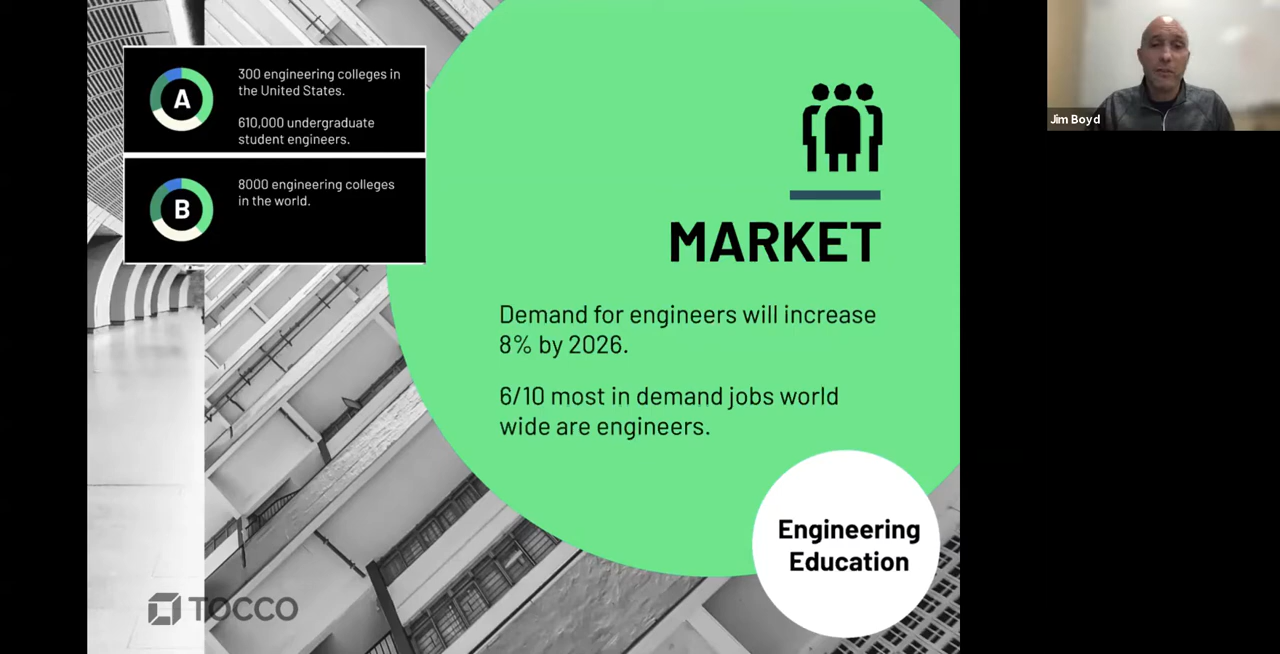 A
300 engineering colleges in
the United States.
610,000 undergraduate
student engineers.
B
8000 engineering colleges
in the world.
MARKET
Demand for engineers will increase
8% by 2026.
6/10 most in demand jobs world
wide are engineers.
Engineering
Education
TOCCO
Jim Boyd